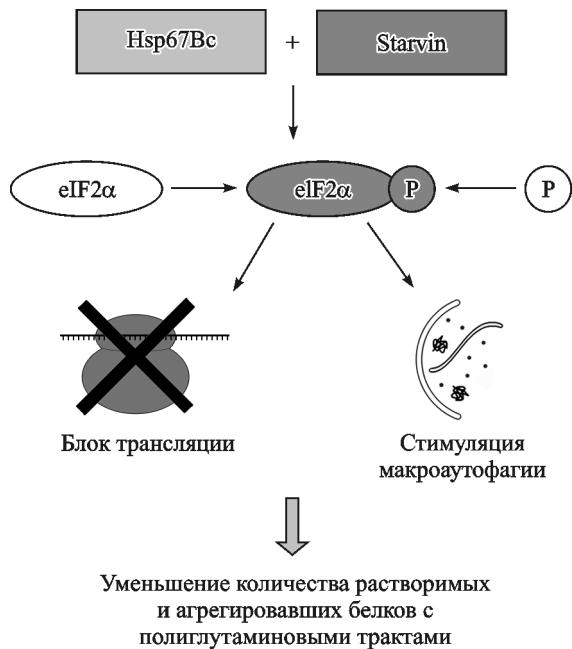 Hsp67Bc + Starvin
eIF2α eIF2α P P
Блок трансляции
Стимуляция
макроаутофагии
Уменьшение количества растворимых
и агрегировавших белков с
полиглутаминовыми трактами